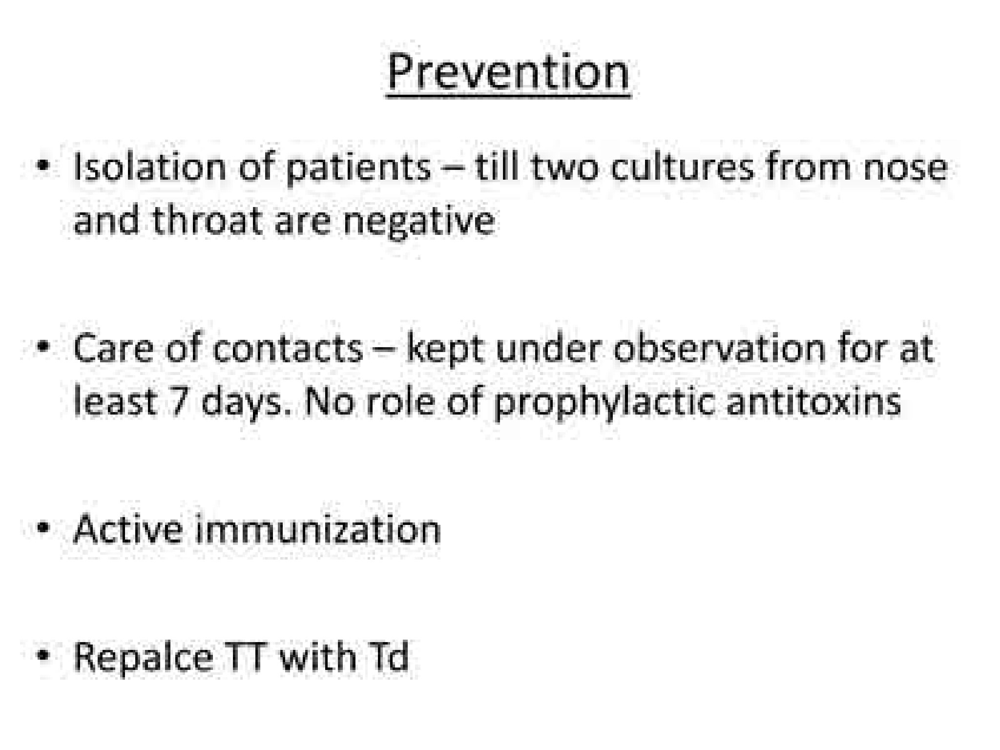 Prevention
• Isolation of patients – till two cultures from nose
and throat are negative
• Care of contacts – kept under observation for at
least 7 days. No role of prophylactic antitoxins
• Active immunization
• Repalce TT with Td